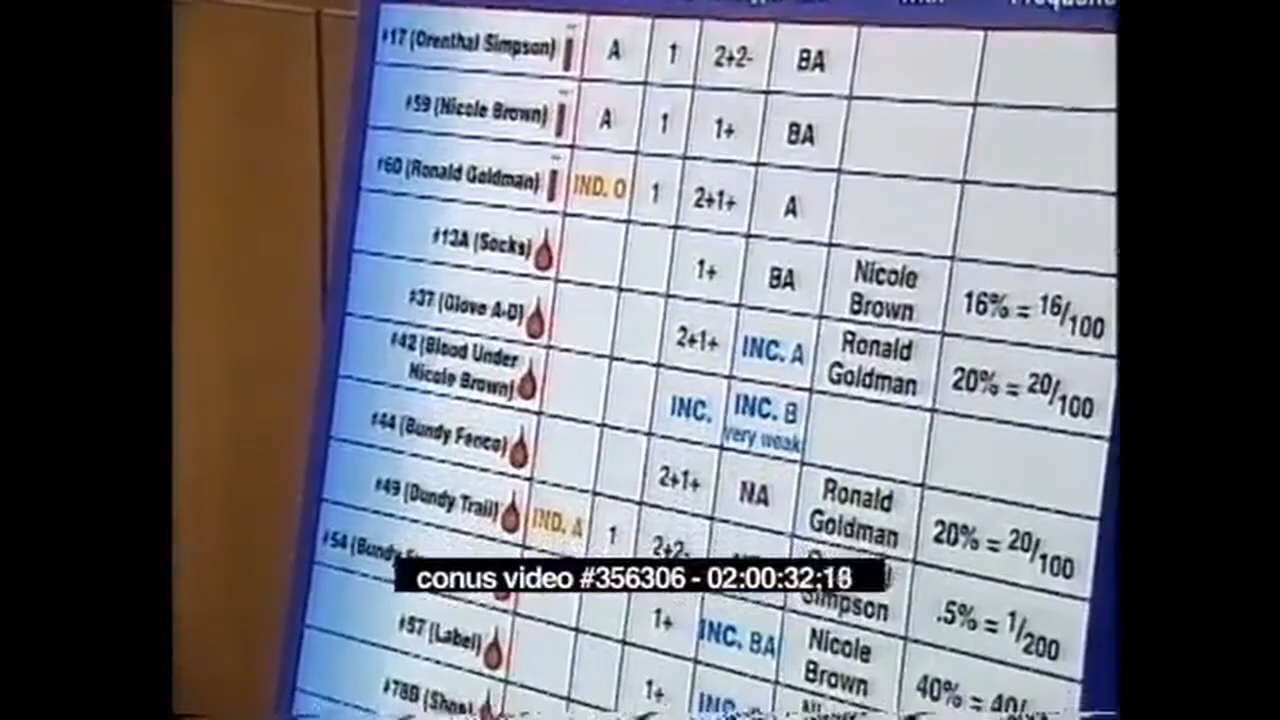 #17 (Orenthal Simpson) A 1 2+2- BA
#59 (Nicole Brown) A 1 1+ BA
#60 (Ronald Goldman) IND. O 1 2+1+ A
#13A (Socks) 1+ BA Nicole Brown 16% = 16/100
#37 (Glove A-D) 2+1+ INC. A Ronald Goldman 20% = 20/100
#42 (Blood Under
Nicole Brown) INC. INC. B
very weak
#44 (Bundy Fence) 2+1+ NA Ronald Goldman 20% = 20/100
#49 (Bundy Trail) IND. A 1 2+2- Simpson .5% = 1/200
#54 (Bundy
#57 (Label) 1+ INC. BA Nicole Brown 40% =
#78B 1+ INC.
conus video #356306 - 02:00:32: